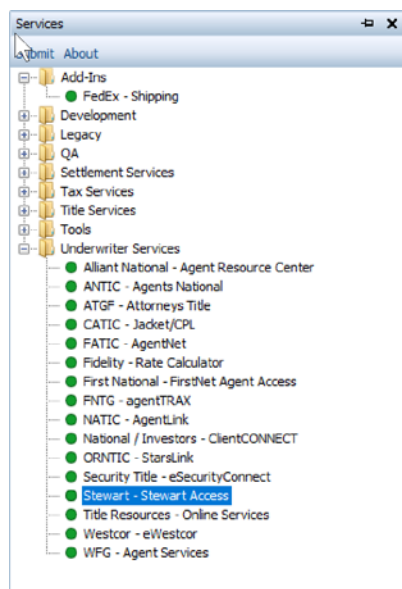 Services
Submit About
Add-Ins
FedEx - Shipping
Development
Legacy
QA
Settlement Services
Tax Services
Title Services
Tools
Underwriter Services
Alliant National - Agent Resource Center
ANTIC - Agents National
ATGF - Attorneys Title
CATIC - Jacket/CPL
FATIC - AgentNet
Fidelity - Rate Calculator
First National - FirstNet Agent Access
FNTG - agentTRAX
NATIC - AgentLink
National / Investors - ClientCONNECT
ORNTIC - StarsLink
Security Title - eSecurityConnect
Stewart - Stewart Access
Title Resources - Online Services
Westcor - eWestcor
WFG - Agent Services